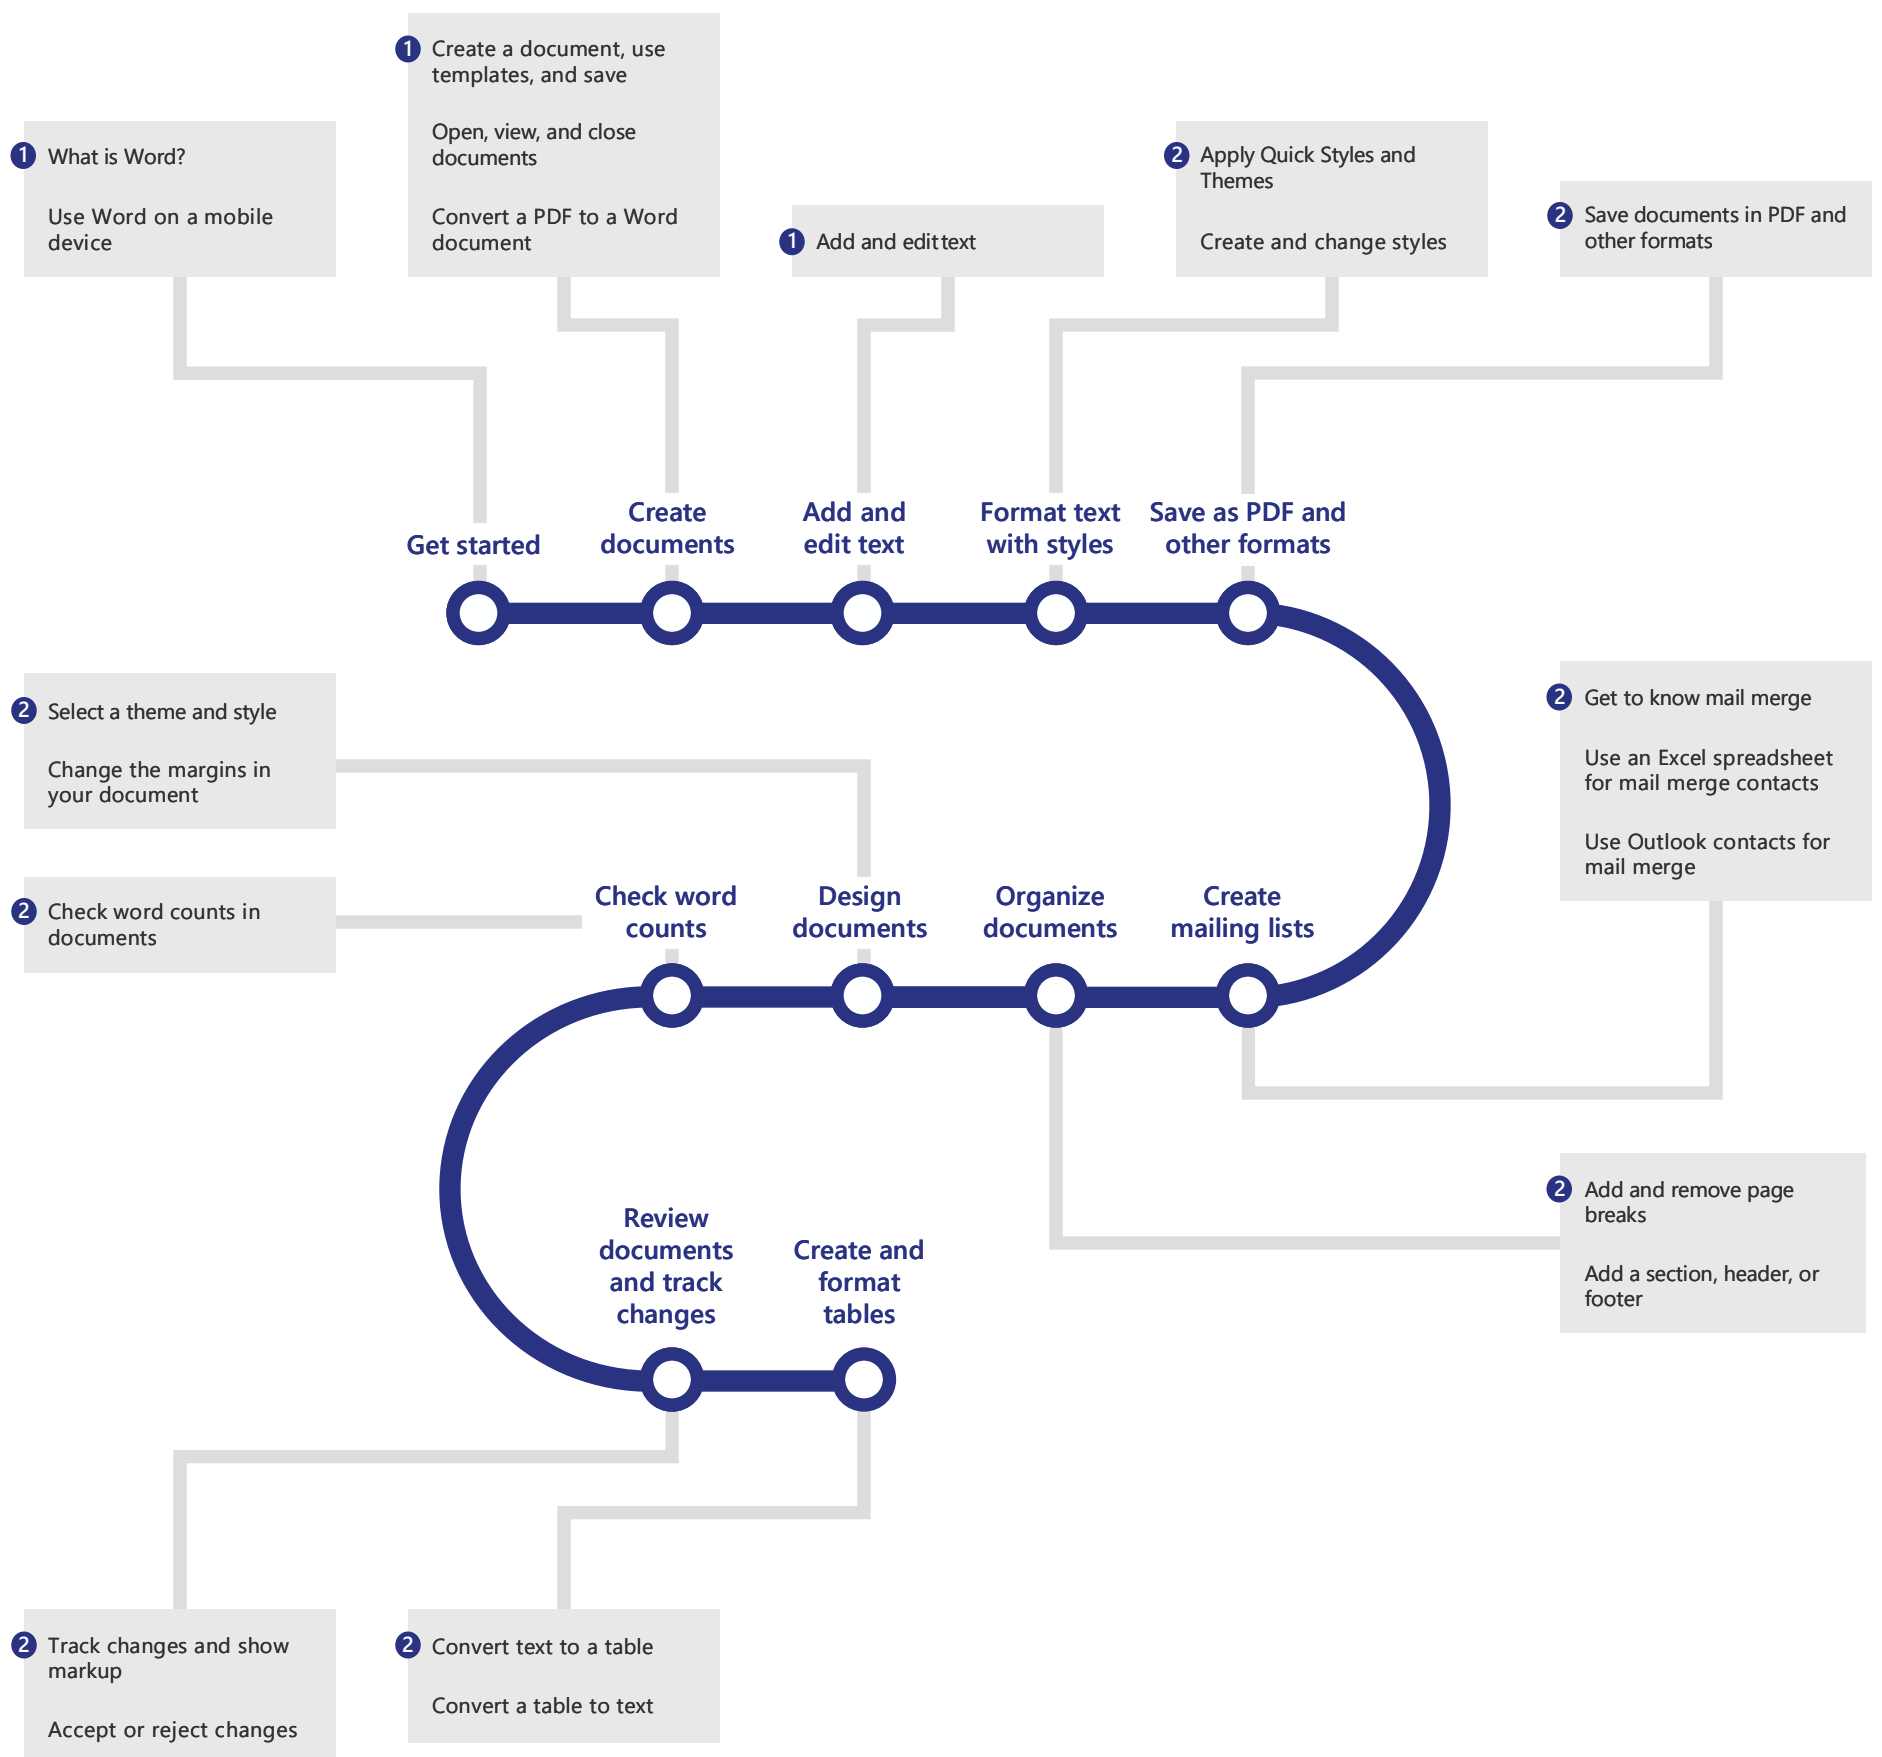 1 What is Word?
Use Word on a mobile
device
1 Create a document, use
templates, and save
Open, view, and close
documents
Convert a PDF to a Word
document
1 Add and edit text
2 Apply Quick Styles and
Themes
Create and change styles
2 Save documents in PDF and
other formats
Get started
Create
documents
Add and
edit text
Format text
with styles
Save as PDF and
other formats
2 Select a theme and style
Change the margins in
your document
2 Check word counts in
documents
Check word
counts
Design
documents
Organize
documents
Create
mailing lists
2 Get to know mail merge
Use an Excel spreadsheet
for mail merge contacts
Use Outlook contacts for
mail merge
2 Add and remove page
breaks
Add a section, header, or
footer
Review
documents
and track
changes
Create and
format
tables
2 Track changes and show
markup
Accept or reject changes
2 Convert text to a table
Convert a table to text